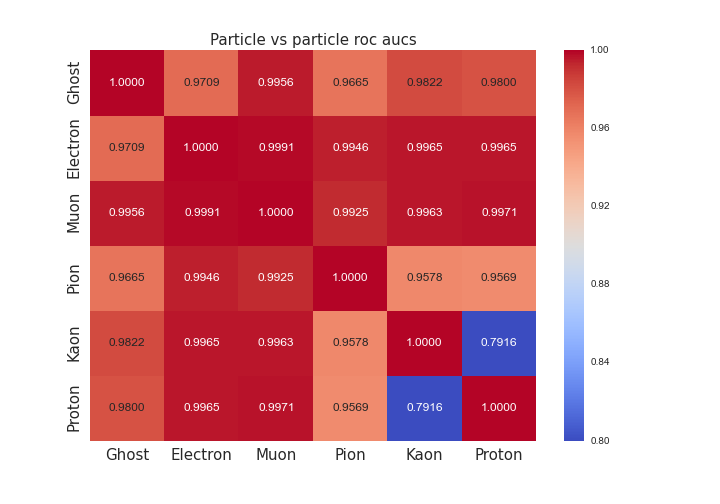 Particle vs particle roc aucs
Ghost 1.0000 0.9709 0.9956 0.9665 0.9822 0.9800
Electron 0.9709 1.0000 0.9991 0.9946 0.9965 0.9965
Muon 0.9956 0.9991 1.0000 0.9925 0.9963 0.9971
Pion 0.9665 0.9946 0.9925 1.0000 0.9578 0.9569
Kaon 0.9822 0.9965 0.9963 0.9578 1.0000 0.7916
Proton 0.9800 0.9965 0.9971 0.9569 0.7916 1.0000
Ghost Electron Muon Pion Kaon Proton
1.00
0.96
0.92
0.88
0.84
0.80